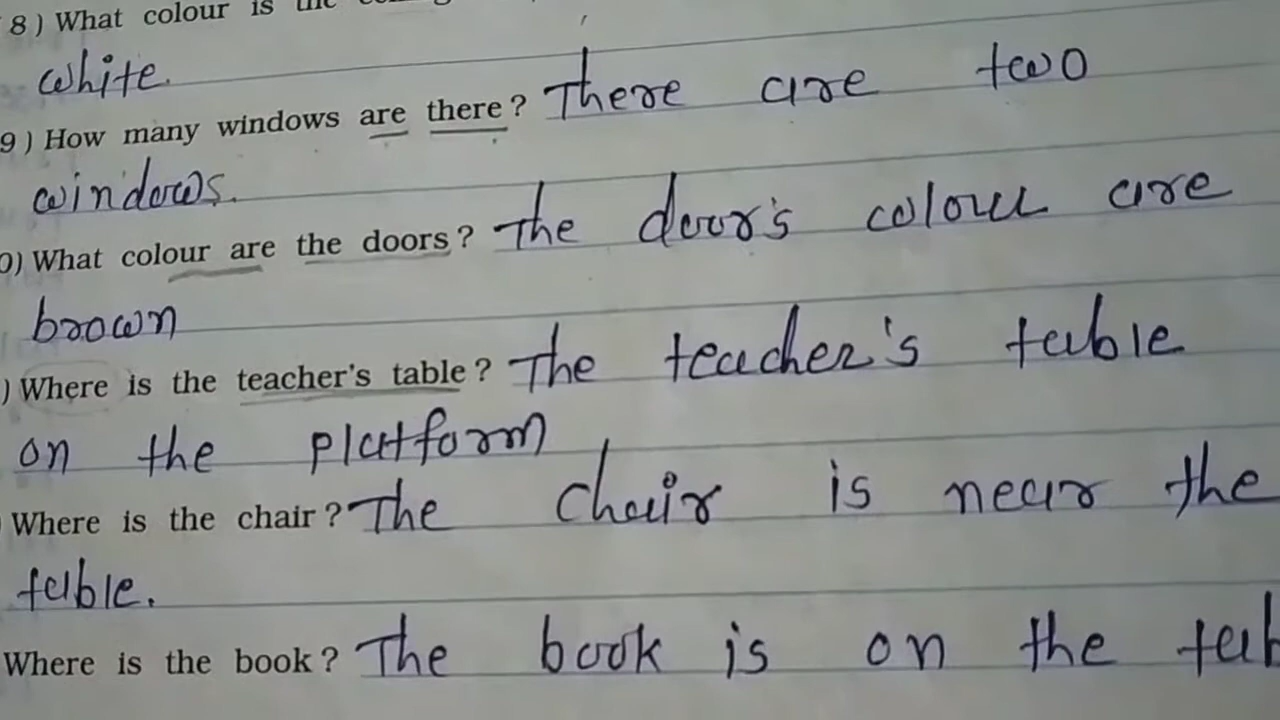 8) What colour is the
white.
9) How many windows are there? There are two
windows.
0) What colour are the doors? The door's colour are
brown
) Where is the teacher's table? The teacher's table
on the platform
Where is the chair? The chair is near the
table.
Where is the book? The book is on the tab